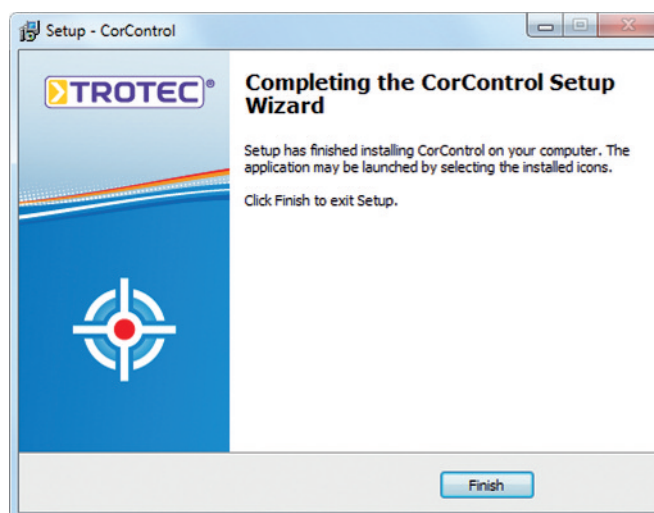 Setup - CorControl
TROTEC®
Completing the CorControl Setup
Wizard
Setup has finished installing CorControl on your computer. The
application may be launched by selecting the installed icons.
Click Finish to exit Setup.
Finish